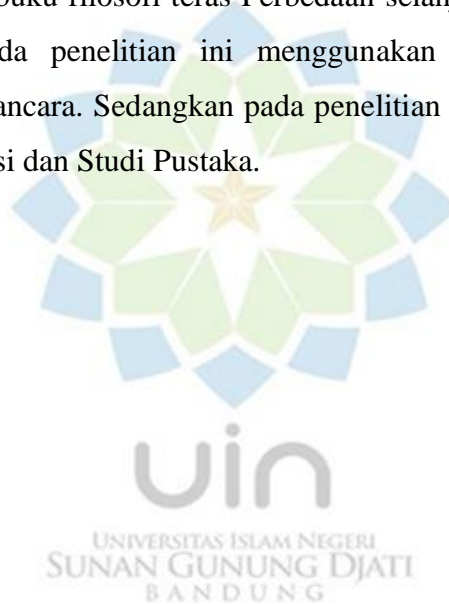 buku filosofi teras Perbedaan
da penelitian ini menggunakan
ancara. Sedangkan pada penelitian
si dan Studi Pustaka.
uin
UNIVERSITAS ISLAM NEGERI
SUNAN GUNUNG DJATI
BANDUNG